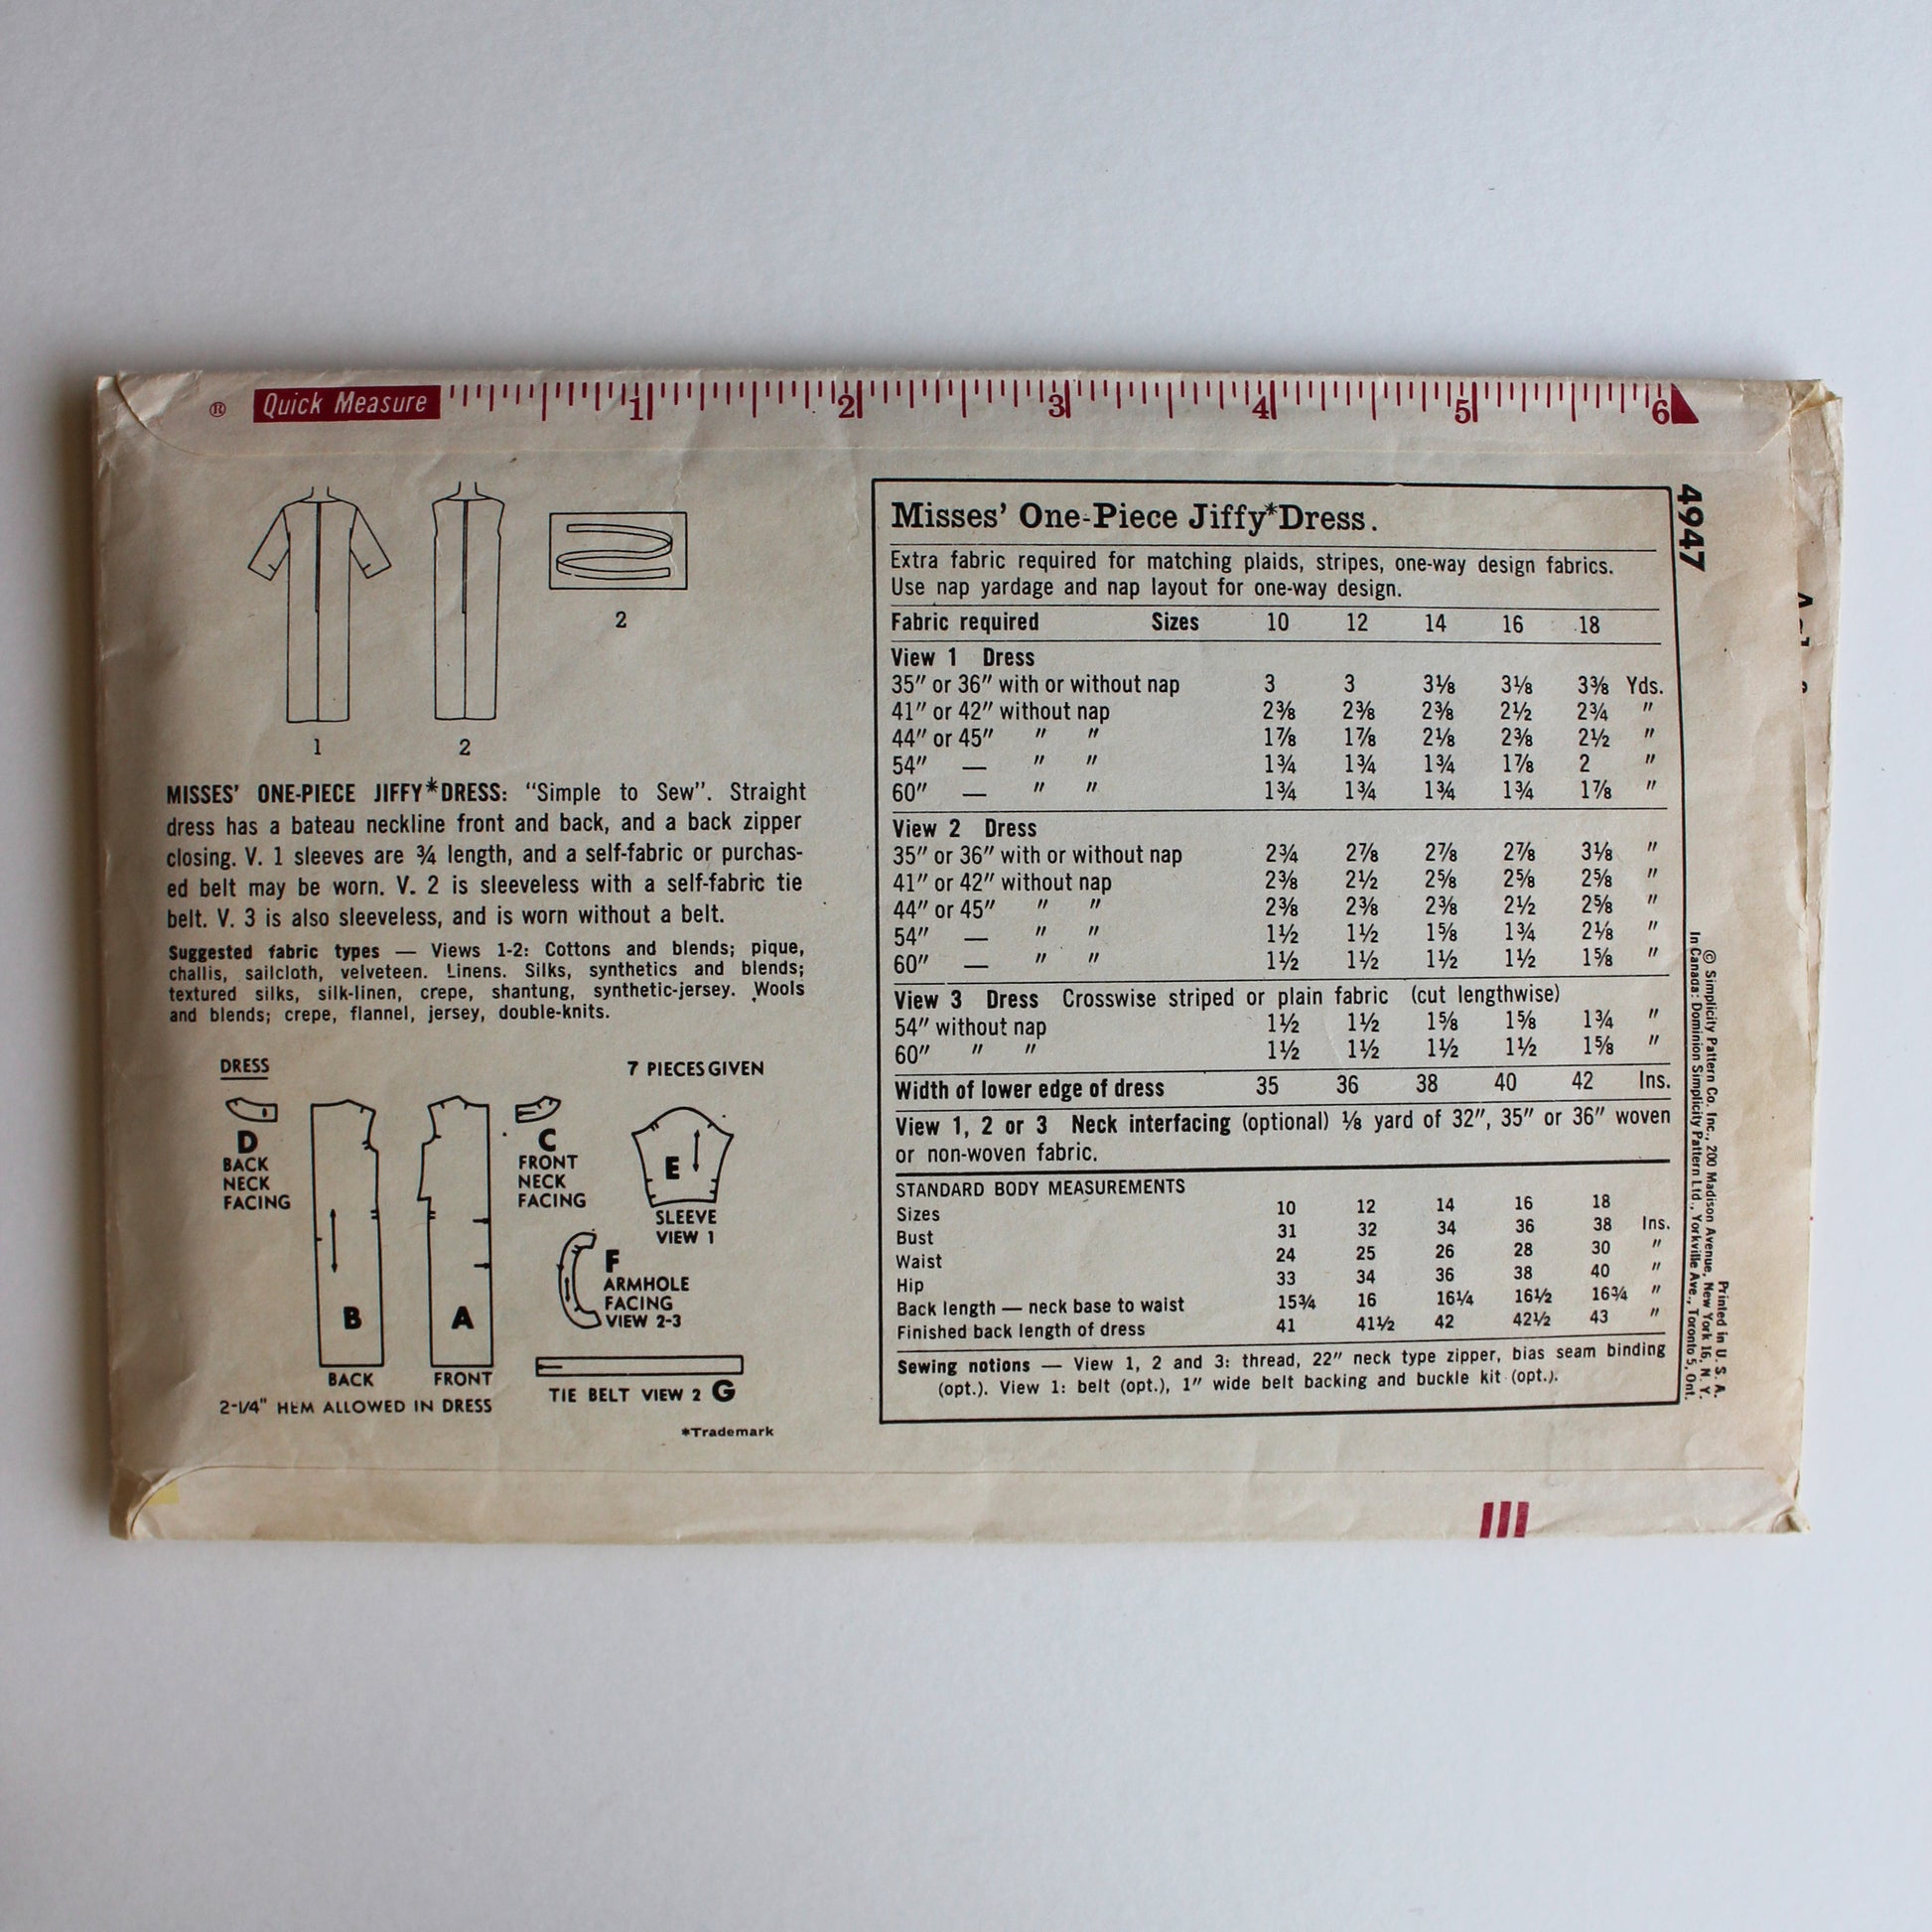 ® Quick Measure 1 2 3 4 5 6
1
2
2
MISSES' ONE-PIECE JIFFY*DRESS: "Simple to Sew". Straight
dress has a bateau neckline front and back, and a back zipper
closing. V. 1 sleeves are ¾ length, and a self-fabric or purchas-
ed belt may be worn. V. 2 is sleeveless with a self-fabric tie
belt. V. 3 is also sleeveless, and is worn without a belt.
Suggested fabric types — Views 1-2: Cottons and blends; pique,
challis, sailcloth, velveteen. Linens. Silks, synthetics and blends;
textured silks, silk-linen, crepe, shantung, synthetic-jersey. Wools
and blends; crepe, flannel, jersey, double-knits.
DRESS
7 PIECES GIVEN
D
BACK
NECK
FACING
B
BACK
A
FRONT
C
FRONT
NECK
FACING
E
SLEEVE
VIEW 1
F
ARMHOLE
FACING
VIEW 2-3
TIE BELT VIEW 2 G
2-1/4" HEM ALLOWED IN DRESS
*Trademark
Misses' One-Piece Jiffy*Dress.
Extra fabric required for matching plaids, stripes, one-way design fabrics.
Use nap yardage and nap layout for one-way design.
Fabric required Sizes 10 12 14 16 18
View 1 Dress
35" or 36" with or without nap 3 3 3⅛ 3⅛ 3⅜ Yds.
41" or 42" without nap 2⅜ 2⅜ 2⅜ 2½ 2¾ "
44" or 45" " " 1⅞ 1⅞ 2⅛ 2⅜ 2½ "
54" — " " 1¾ 1¾ 1¾ 1⅞ 2 "
60" — " " 1¾ 1¾ 1¾ 1¾ 1⅞ "
View 2 Dress
35" or 36" with or without nap 2¾ 2⅞ 2⅞ 2⅞ 3⅛ "
41" or 42" without nap 2⅜ 2½ 2⅝ 2⅝ 2⅝ "
44" or 45" " " 2⅜ 2⅜ 2⅜ 2½ 2⅝ "
54" — " " 1½ 1½ 1⅝ 1¾ 2⅛ "
60" — " " 1½ 1½ 1½ 1½ 1⅝ "
View 3 Dress Crosswise striped or plain fabric (cut lengthwise)
54" without nap 1½ 1½ 1⅝ 1⅝ 1¾ "
60" " " 1½ 1½ 1½ 1½ 1⅝ "
Width of lower edge of dress 35 36 38 40 42 Ins.
View 1, 2 or 3 Neck interfacing (optional) ⅛ yard of 32", 35" or 36" woven
or non-woven fabric.
STANDARD BODY MEASUREMENTS
Sizes 10 12 14 16 18
Bust 31 32 34 36 38 Ins.
Waist 24 25 26 28 30 "
Hip 33 34 36 38 40 "
Back length — neck base to waist 15¾ 16 16¼ 16½ 16¾ "
Finished back length of dress 41 41½ 42 42½ 43 "
Sewing notions — View 1, 2 and 3: thread, 22" neck type zipper, bias seam binding
(opt.). View 1: belt (opt.), 1" wide belt backing and buckle kit (opt.).
4947
Printed in U. S. A.
© Simplicity Pattern Co. Inc., 200 Madison Avenue, New York 16, N. Y.
In Canada: Dominion Simplicity Pattern Ltd., Yorkville Ave., Toronto 5, Ont.